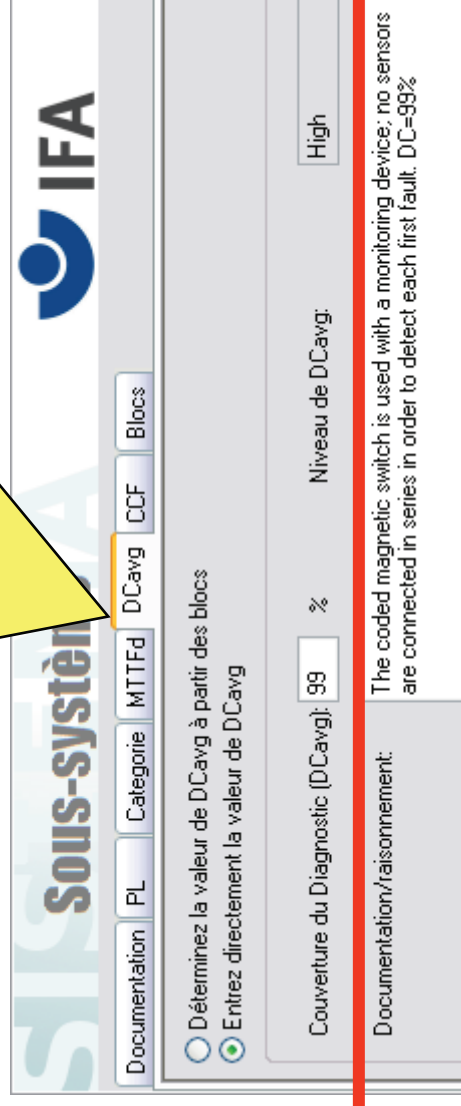 IFA
Sous-systèm
Documentation PL Categorie MTTFd DCavg CCF Blocs
Déterminez la valeur de DCavg à partir des blocs
Entrez directement la valeur de DCavg
Couverture du Diagnostic (DCavg): 99 % Niveau de DCavg: High
Documentation/raisonnement: The coded magnetic switch is used with a monitoring device; no sensors
are connected in series in order to detect each first fault. DC=99%